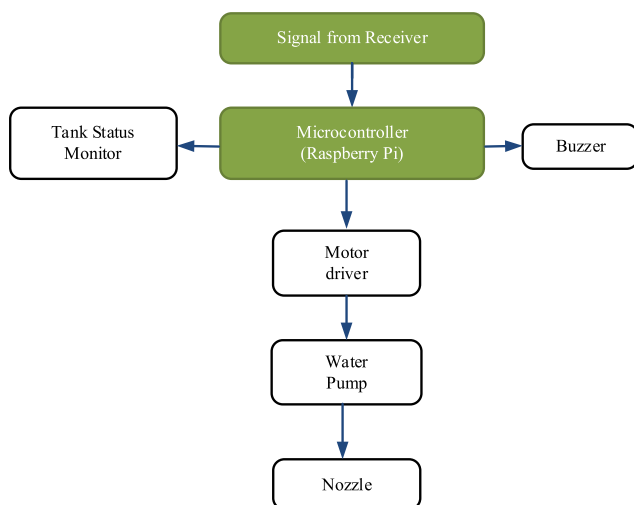 Signal from Receiver
Tank Status
Monitor
Microcontroller
(Raspberry Pi)
Buzzer
Motor
driver
Water
Pump
Nozzle